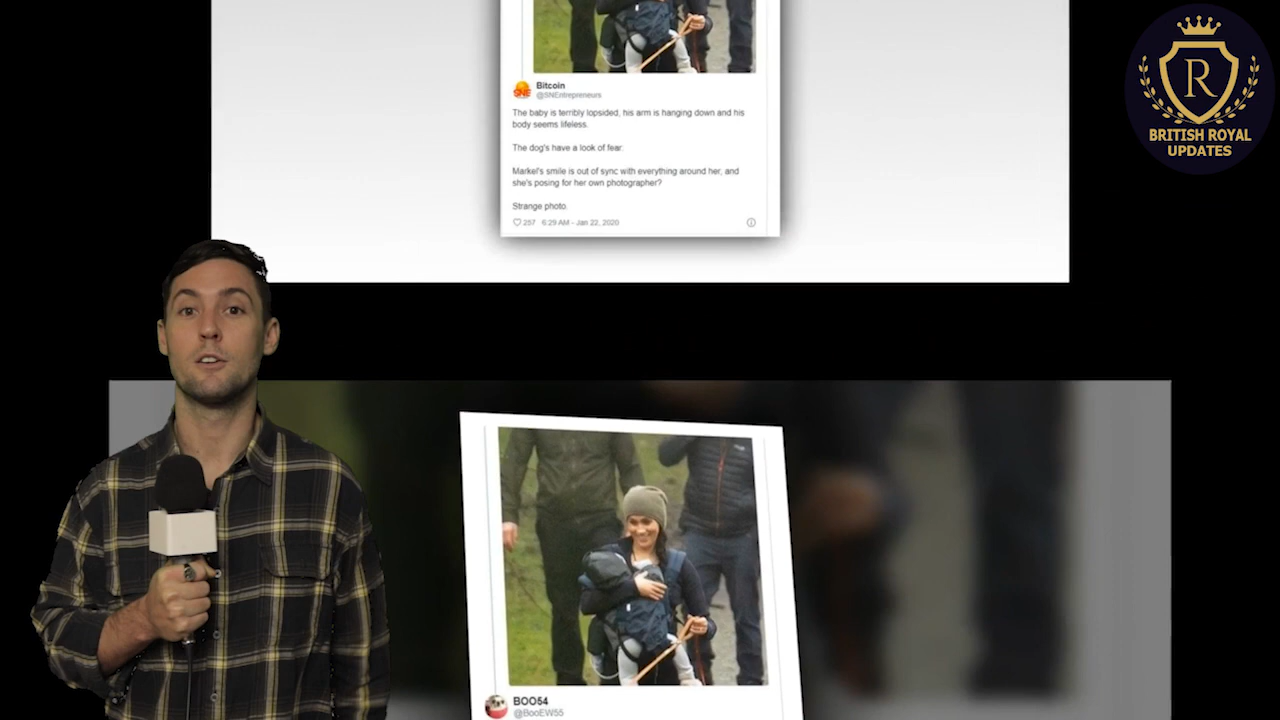 Bitcoin
@SNEntrepreneurs
The baby is terribly lopsided, his arm is hanging down and his
body seems lifeless.
The dog's have a look of fear.
Markel's smile is out of sync with everything around her, and
she's posing for her own photographer?
Strange photo.
257 6:29 AM - Jan 22, 2020
R
BRITISH ROYAL
UPDATES
BOO54
@BooEW55